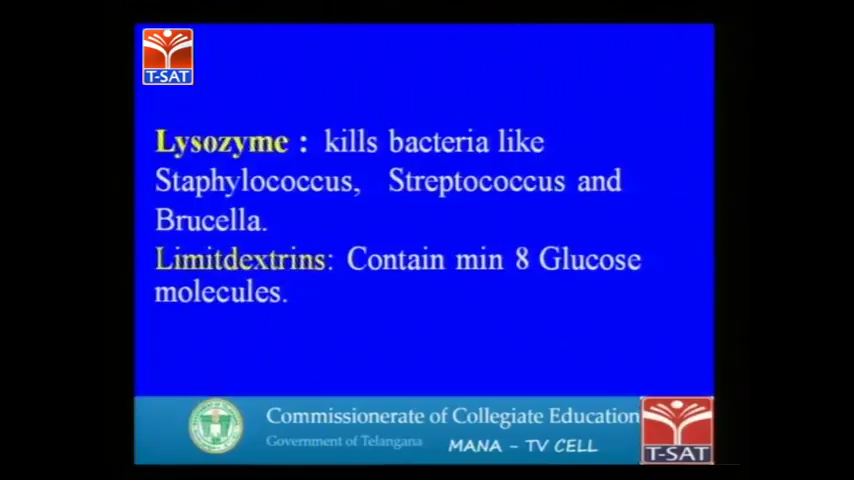 T-SAT
Lysozyme : kills bacteria like
Staphylococcus, Streptococcus and
Brucella.
Limitdextrins: Contain min 8 Glucose
molecules.
Commissionerate of Collegiate Education
Government of Telangana MANA - TV CELL
T-SAT